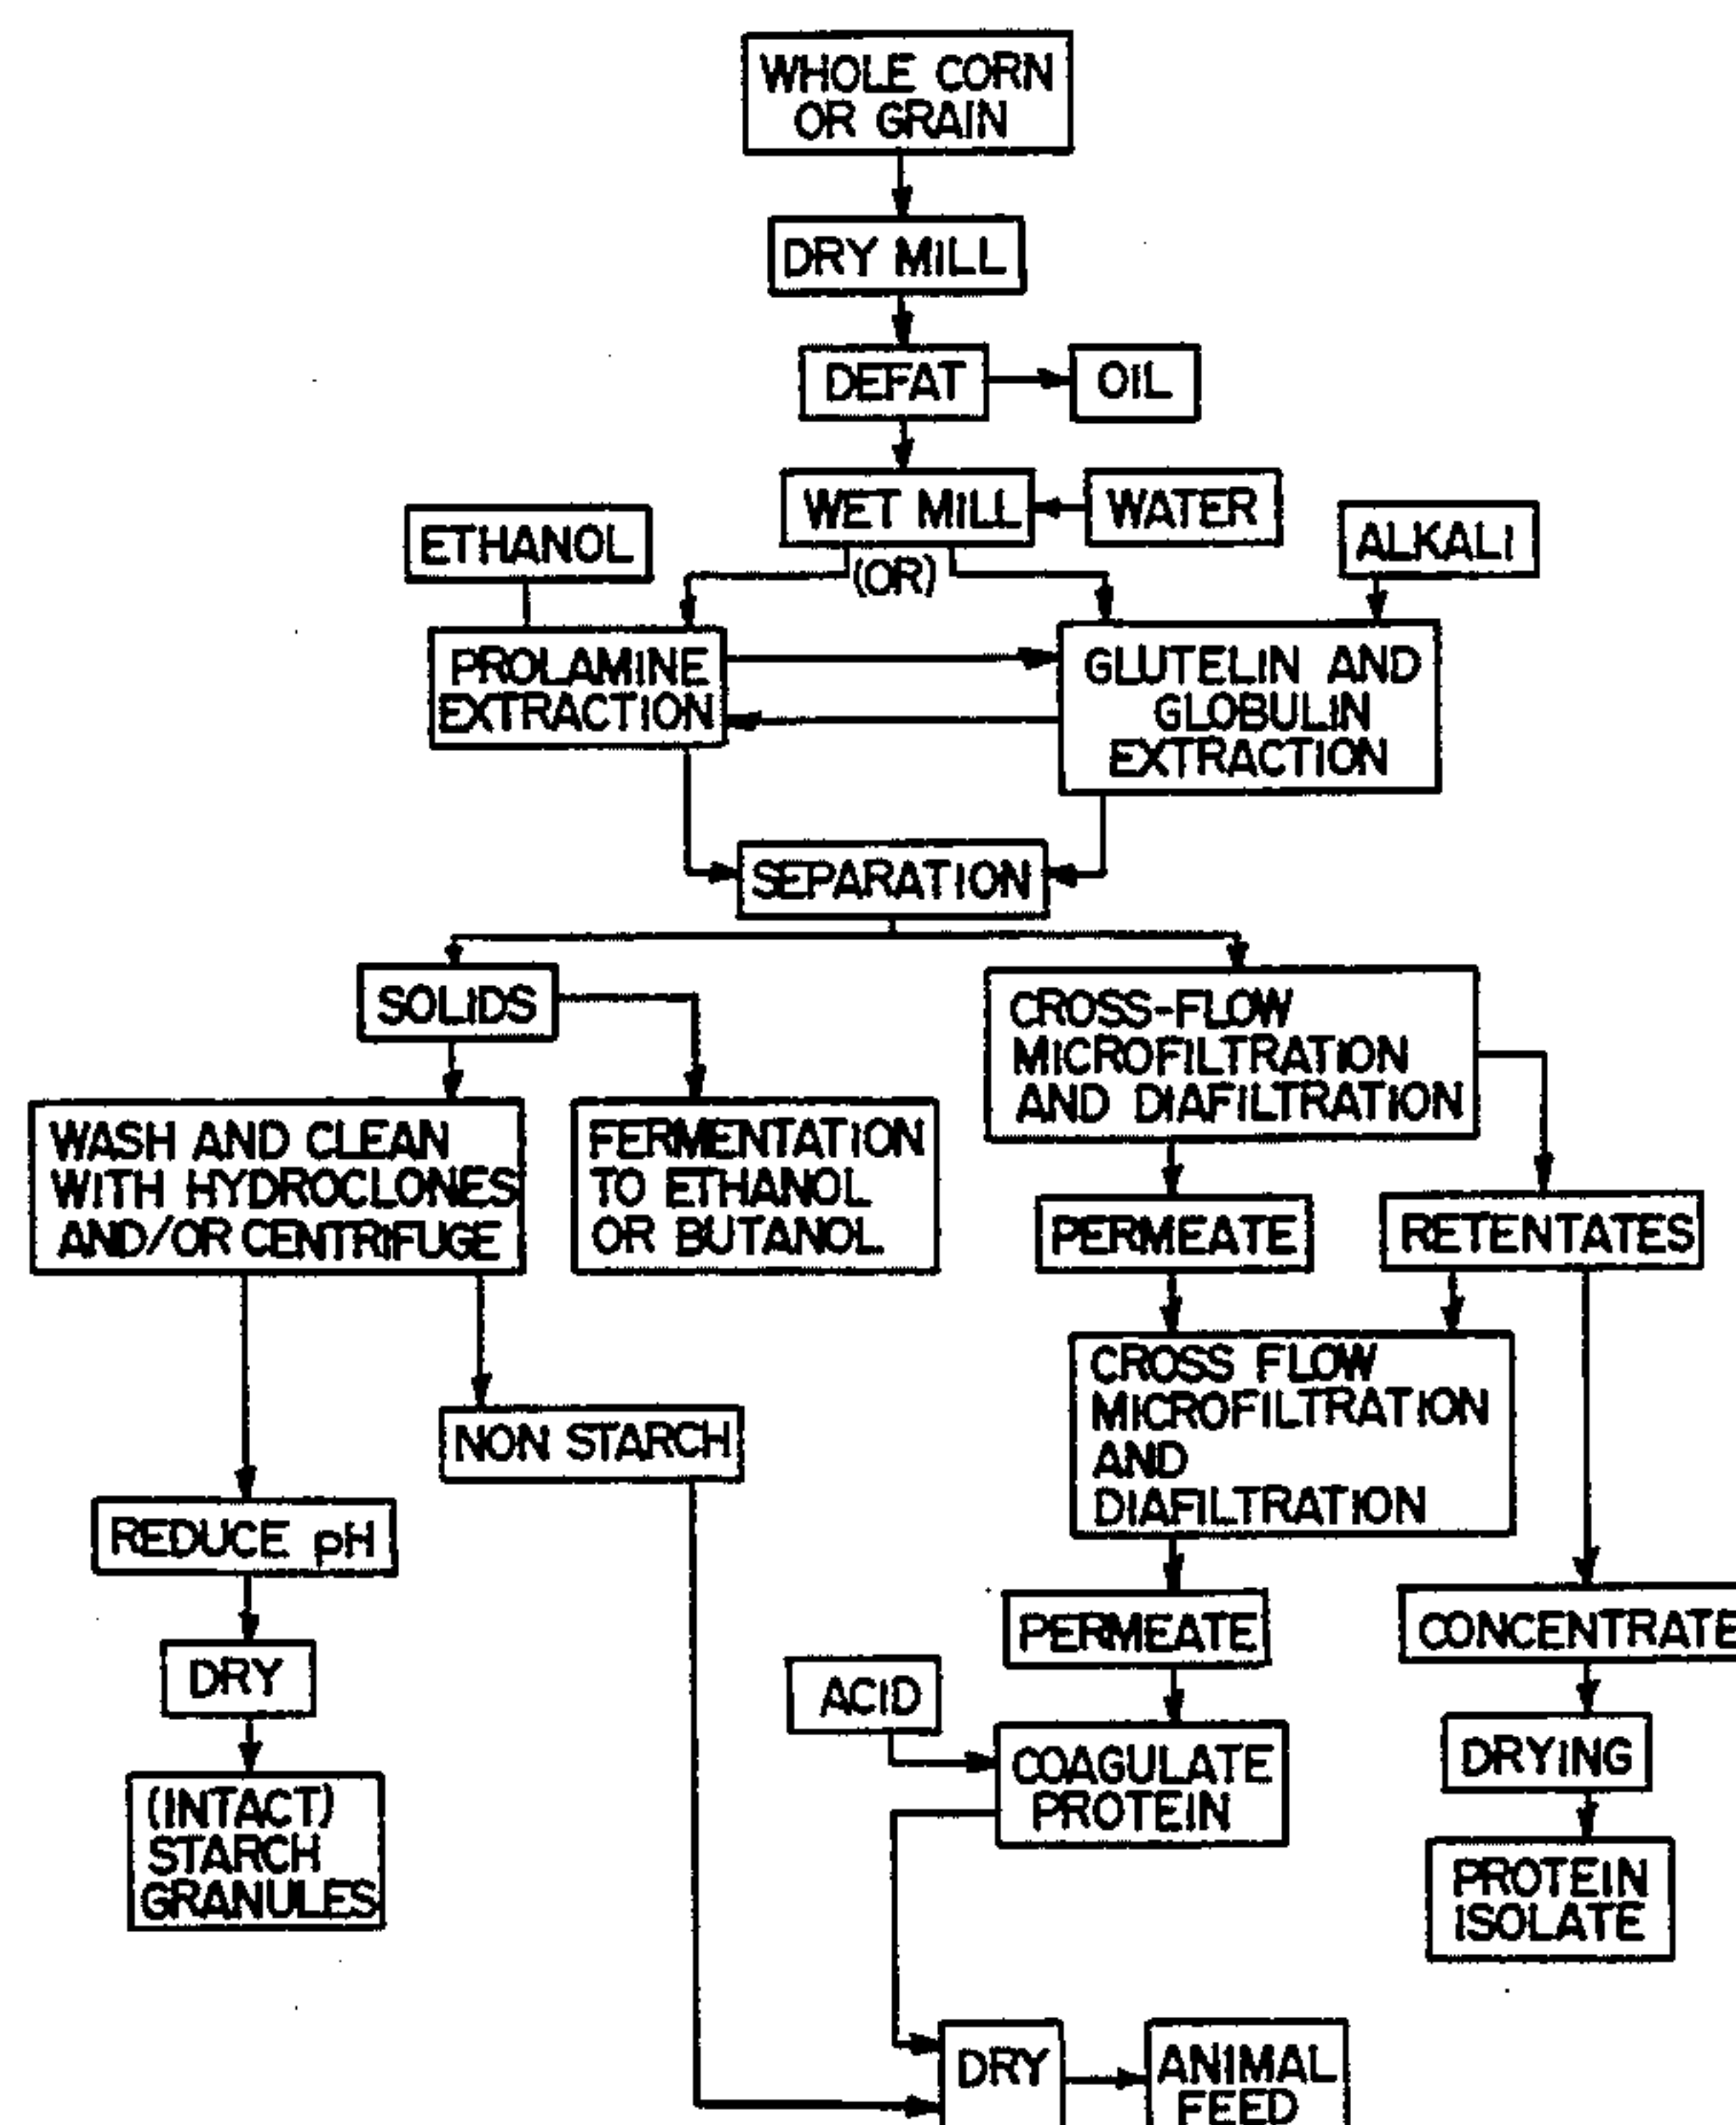 WHOLE CORN
OR GRAIN
DRY MILL
DEFAT
OIL
WET MILL
WATER
ETHANOL
(OR)
ALKALI
PROLAMINE
EXTRACTION
GLUTELIN AND
GLOBULIN
EXTRACTION
SEPARATION
SOLIDS
CROSS-FLOW
MICROFILTRATION
AND DIAFILTRATION
WASH AND CLEAN
WITH HYDROCLONES
AND/OR CENTRIFUGE
FERMENTATION
TO ETHANOL
OR BUTANOL
PERMEATE
RETENTATES
CROSS FLOW
MICROFILTRATION
AND
DIAFILTRATION
NON STARCH
REDUCE pH
PERMEATE
CONCENTRATE
DRY
ACID
COAGULATE
PROTEIN
DRYING
(INTACT)
STARCH
GRANULES
PROTEIN
ISOLATE
DRY
ANIMAL
FEED